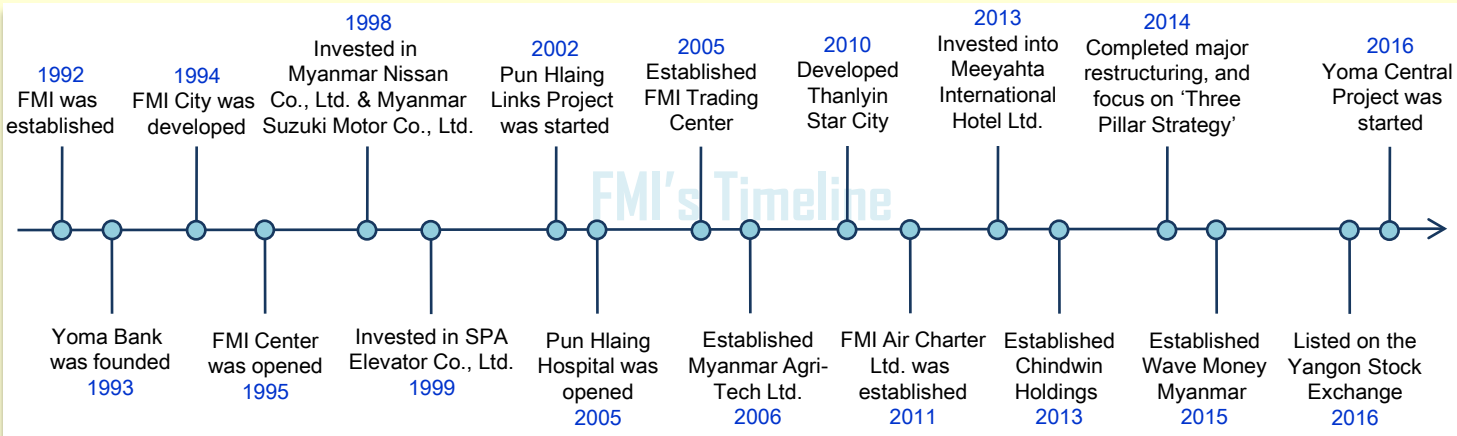 1992
FMI was
established
1994
FMI City was
developed
1998
Invested in
Myanmar Nissan
Co., Ltd. & Myanmar
Suzuki Motor Co., Ltd.
2002
Pun Hlaing
Links Project
was started
2005
Established
FMI Trading
Center
2010
Developed
Thanlyin
Star City
2013
Invested into
Meeyahta
International
Hotel Ltd.
2014
Completed major
restructuring, and
focus on ‘Three
Pillar Strategy’
2016
Yoma Central
Project was
started
FMI's Timeline
Yoma Bank
was founded
1993
FMI Center
was opened
1995
Invested in SPA
Elevator Co., Ltd.
1999
Pun Hlaing
Hospital was
opened
2005
Established
Myanmar Agri-
Tech Ltd.
2006
FMI Air Charter
Ltd. was
established
2011
Established
Chindwin
Holdings
2013
Established
Wave Money
Myanmar
2015
Listed on the
Yangon Stock
Exchange
2016